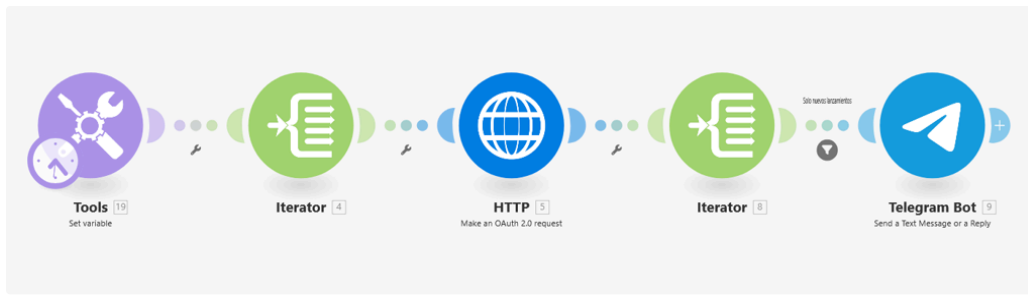 Solo nuevos lanzamientos
Tools 19
Set variable
Iterator 4
HTTP 5
Make an OAuth 2.0 request
Iterator 8
Telegram Bot 9
Send a Text Message or a Reply